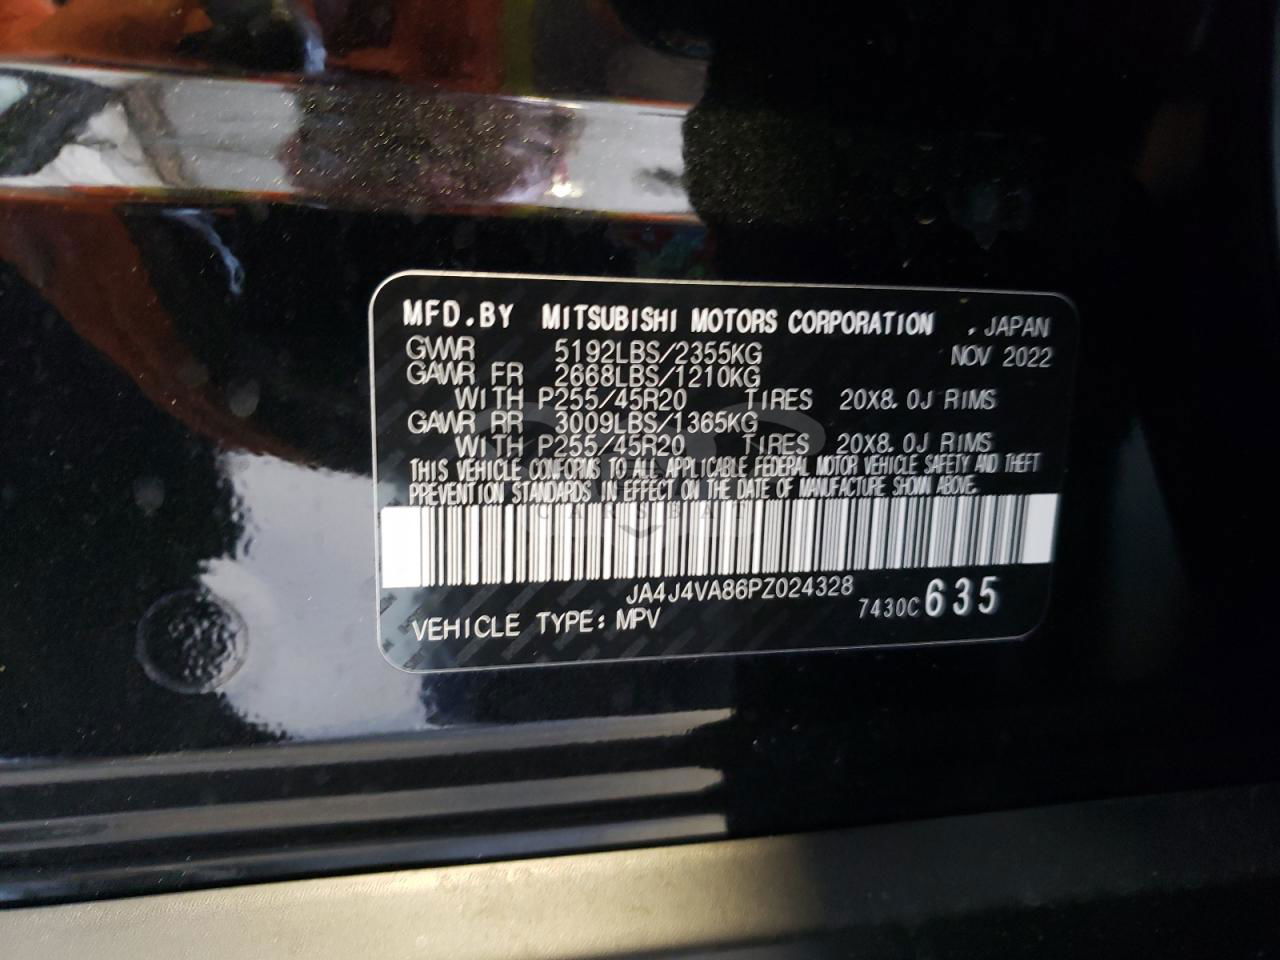 MFD.BY MITSUBISHI MOTORS CORPORATION , JAPAN
GVWR 5192LBS/2355KG NOV 2022
GAWR FR 2668LBS/1210KG
WITH P255/45R20 TIRES 20X8.0J RIMS
GAWR RR 3009LBS/1365KG
WITH P255/45R20 TIRES 20X8.0J RIMS
THIS VEHICLE CONFORMS TO ALL APPLICABLE FEDERAL MOTOR VEHICLE SAFETY AND THEFT
PREVENTION STANDARDS IN EFFECT ON THE DATE OF MANUFACTURE SHOWN ABOVE.
JA4J4VA86PZ024328
7430C 635
VEHICLE TYPE: MPV